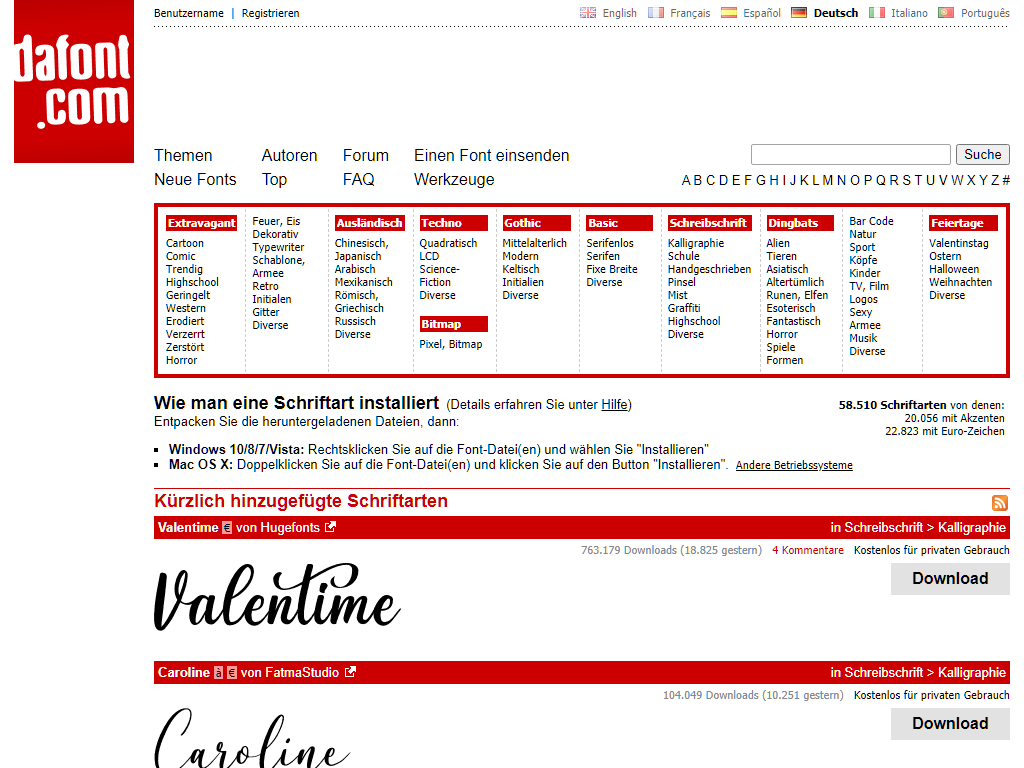 dafont
.com
Benutzername | Registrieren
English Français Español Deutsch Italiano Português
Themen Autoren Forum Einen Font einsenden
Suche
Neue Fonts Top FAQ Werkzeuge
A B C D E F G H I J K L M N O P Q R S T U V W X Y Z #
Extravagant
Cartoon
Comic
Trendig
Highschool
Geringelt
Western
Erodiert
Verzerrt
Zerstört
Horror
Feuer, Eis
Dekorativ
Typewriter
Schablone,
Armee
Retro
Initialen
Gitter
Diverse
Ausländisch
Chinesisch,
Japanisch
Arabisch
Mexikanisch
Römisch,
Griechisch
Russisch
Diverse
Techno
Quadratisch
LCD
Science-
Fiction
Diverse
Bitmap
Pixel, Bitmap
Gothic
Mittelalterlich
Modern
Keltisch
Initialien
Diverse
Basic
Serifenlos
Serifen
Fixe Breite
Diverse
Schreibschrift
Kalligraphie
Schule
Handgeschrieben
Pinsel
Mist
Graffiti
Highschool
Diverse
Dingbats
Alien
Tieren
Asiatisch
Altertümlich
Runen, Elfen
Esoterisch
Fantastisch
Horror
Spiele
Formen
Bar Code
Natur
Sport
Köpfe
Kinder
TV, Film
Logos
Sexy
Armee
Musik
Diverse
Feiertage
Valentinstag
Ostern
Halloween
Weihnachten
Diverse
Wie man eine Schriftart installiert (Details erfahren Sie unter Hilfe)
Entpacken Sie die heruntergeladenen Dateien, dann:
58.510 Schriftarten von denen:
20.056 mit Akzenten
22.823 mit Euro-Zeichen
Windows 10/8/7/Vista: Rechtsklicken Sie auf die Font-Datei(en) und wählen Sie "Installieren"
Mac OS X: Doppelklicken Sie auf die Font-Datei(en) und klicken Sie auf den Button "Installieren". Andere Betriebssysteme
Kürzlich hinzugefügte Schriftarten
Valentime € von Hugefonts in Schreibschrift > Kalligraphie
763.179 Downloads (18.825 gestern) 4 Kommentare Kostenlos für privaten Gebrauch
Valentime
Download
Caroline à € von FatmaStudio in Schreibschrift > Kalligraphie
104.049 Downloads (10.251 gestern) Kostenlos für privaten Gebrauch
Caroline
Download